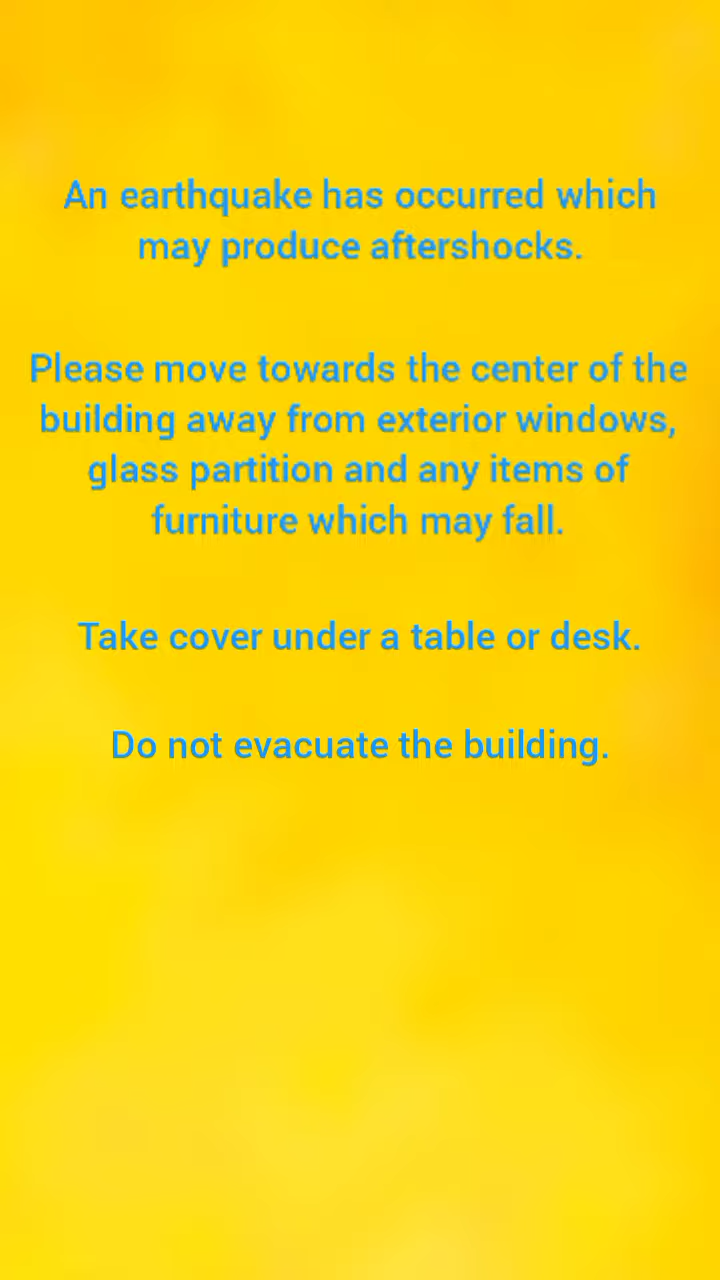 An earthquake has occurred which
may produce aftershocks.
Please move towards the center of the
building away from exterior windows,
glass partition and any items of
furniture which may fall.
Take cover under a table or desk.
Do not evacuate the building.